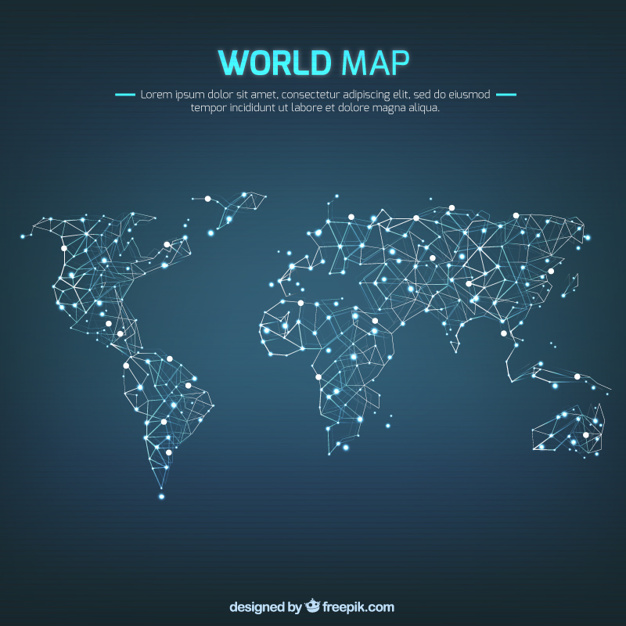 WORLD MAP
Lorem ipsum dolor sit amet, consectetur adipiscing elit, sed do eiusmod
tempor incididunt ut labore et dolore magna aliqua.
designed by freepik.com